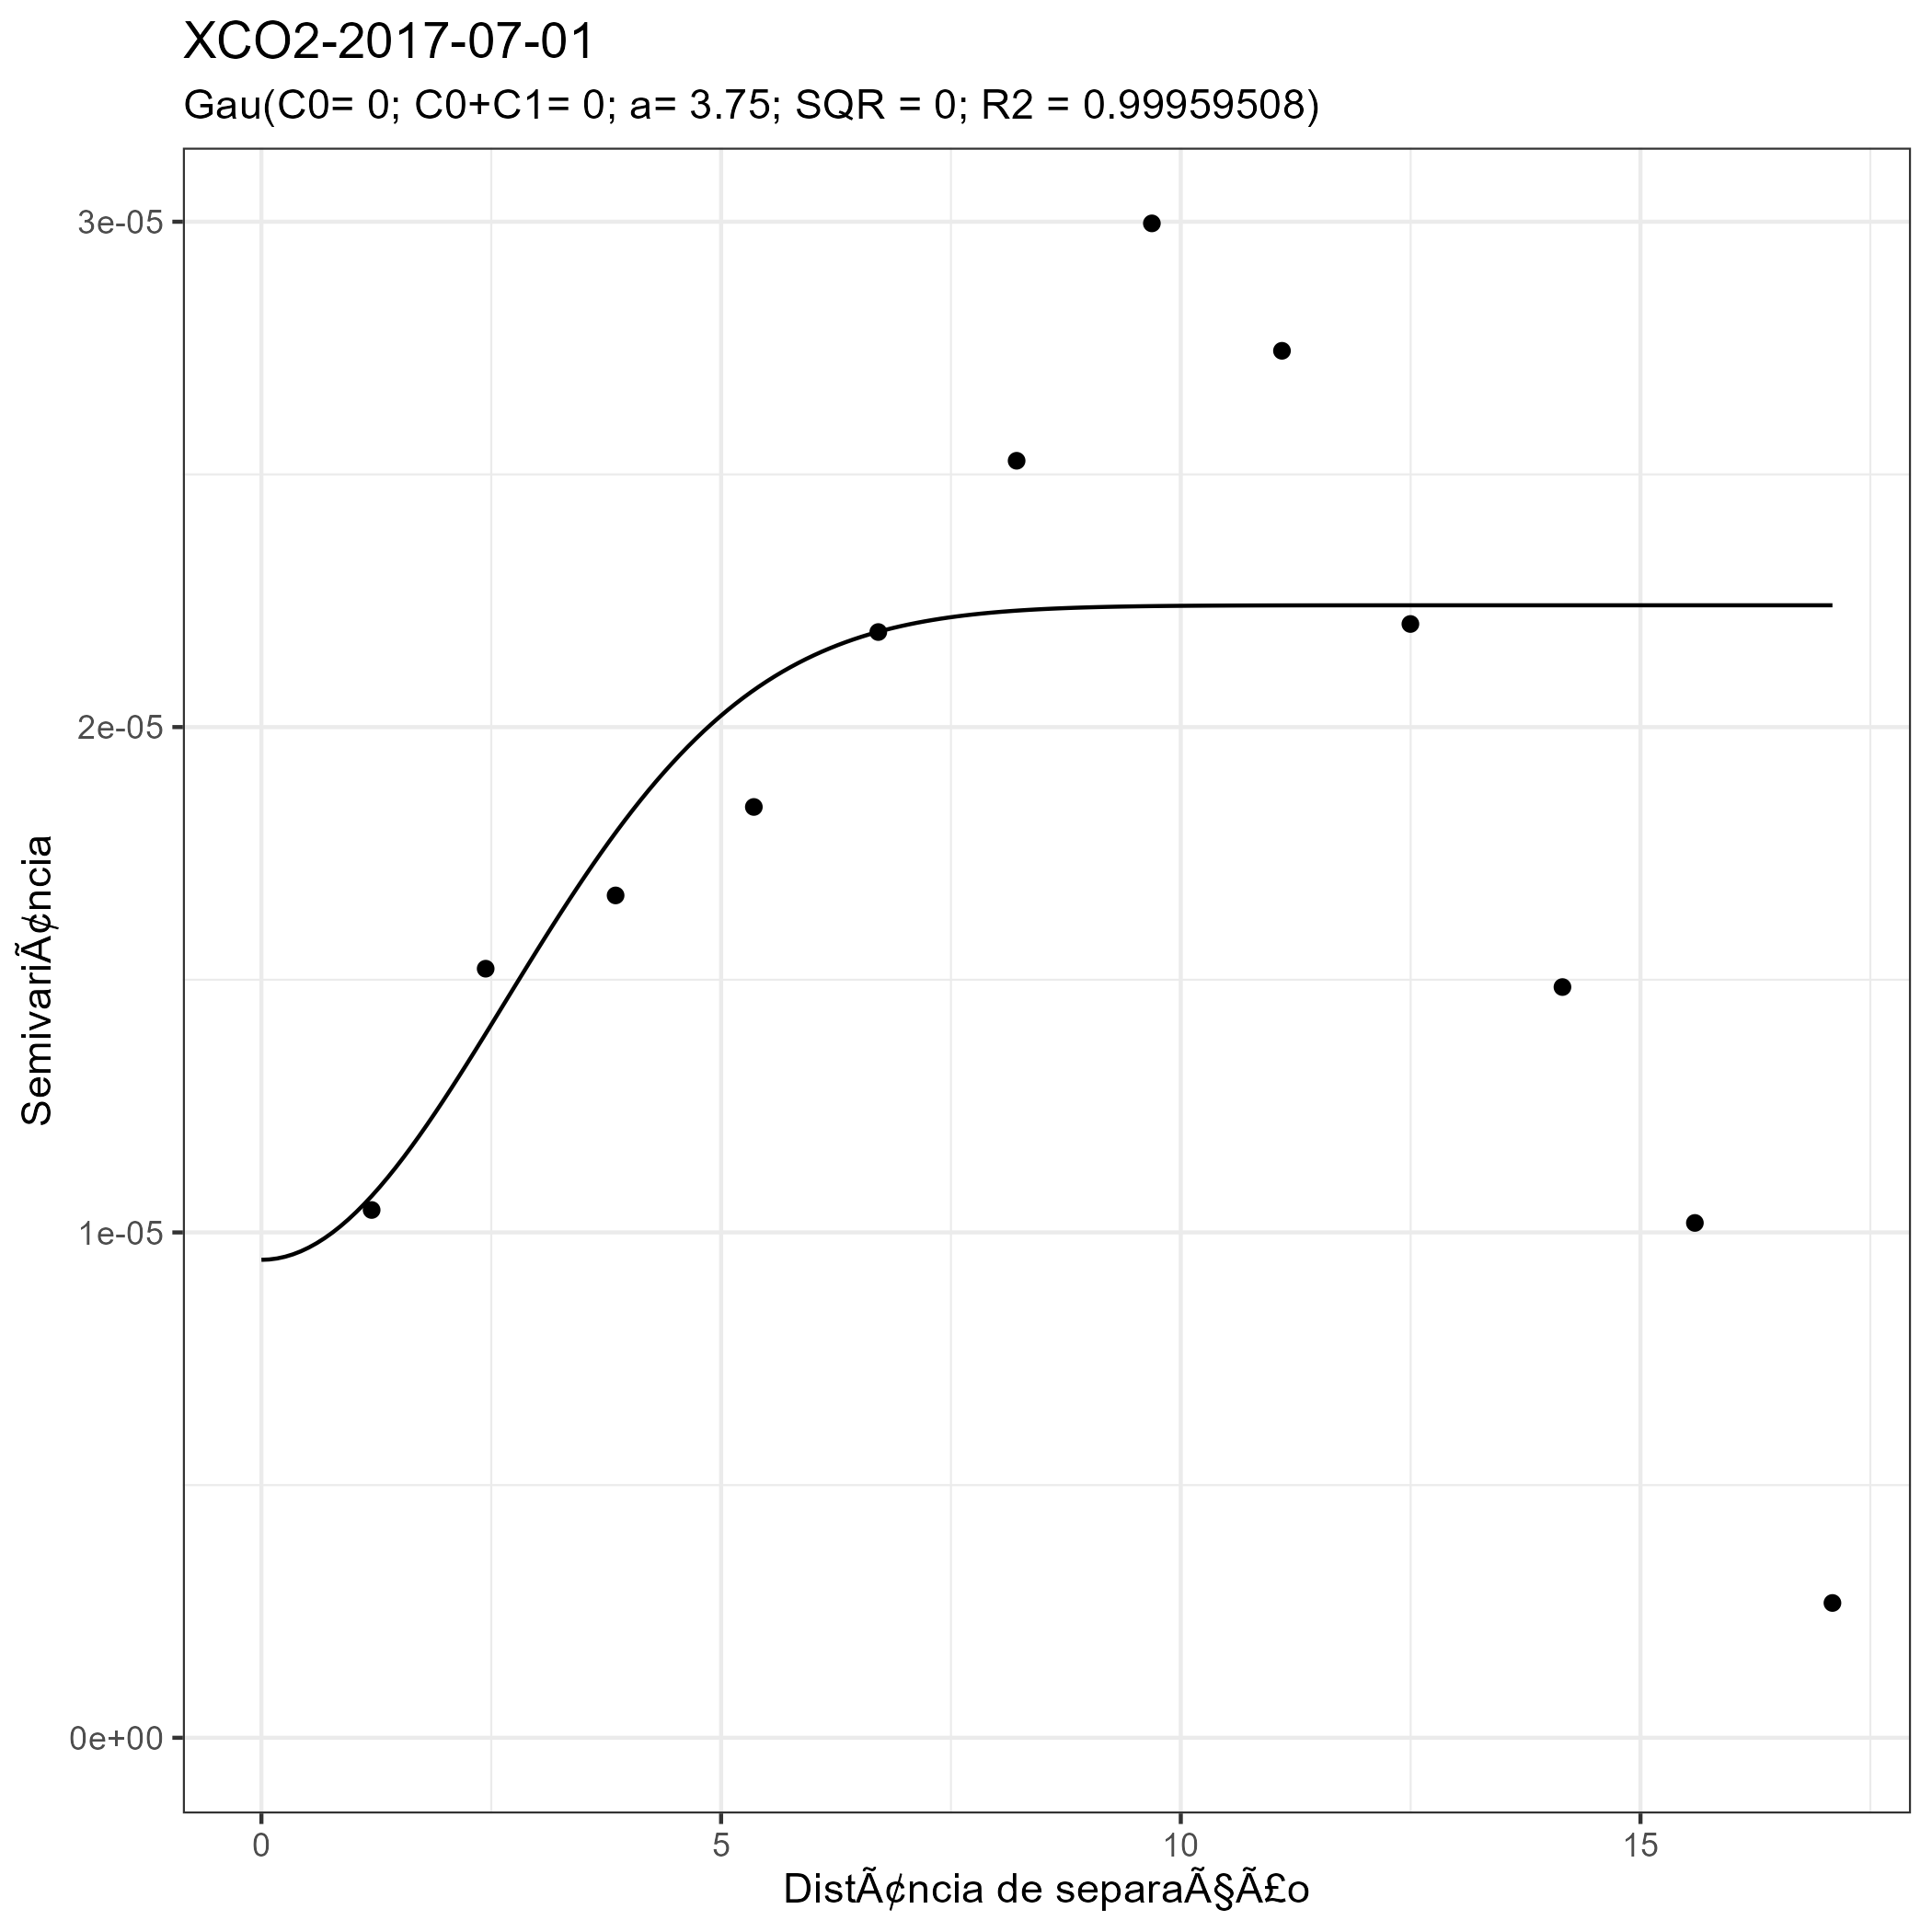 XCO2-2017-07-01
Gau(C0= 0; C0+C1= 0; a= 3.75; SQR = 0; R2 = 0.99959508)
3e-05
2e-05
1e-05
0e+00
SemivariÃ¢ncia
0 5 10 15
DistÃ¢ncia de separaÃ§Ã£o